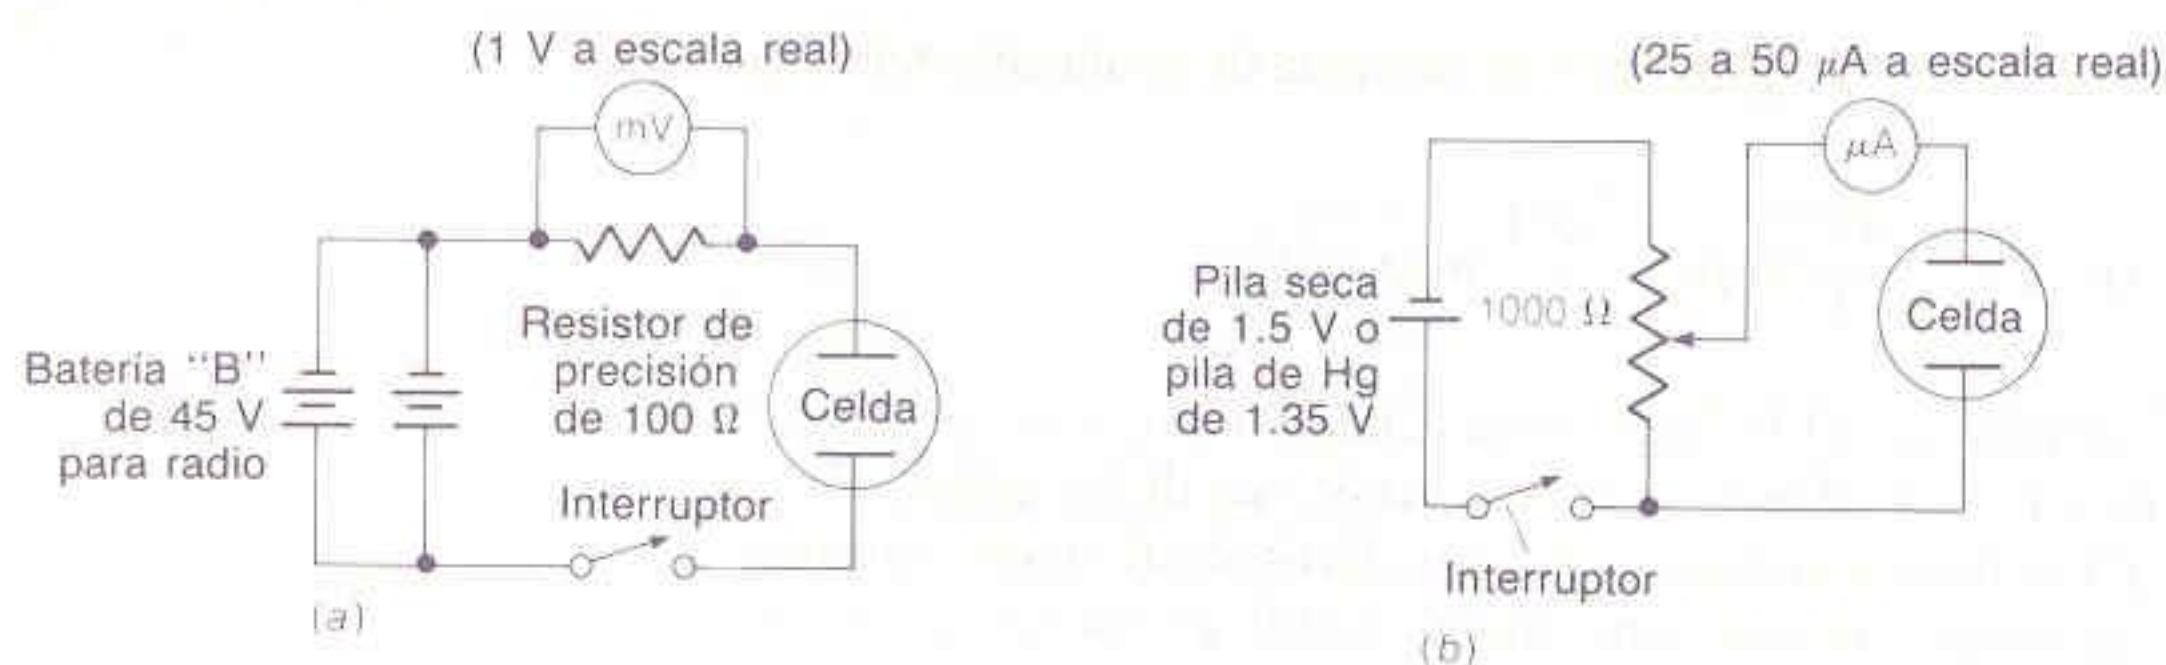 (1 V a escala real)
mV
Batería "B"
de 45 V
para radio
Resistor de
precisión
de 100 Ω
Celda
Interruptor
(a)
(25 a 50 μA a escala real)
μA
Pila seca
de 1.5 V o
pila de Hg
de 1.35 V
1000 Ω
Celda
Interruptor
(b)